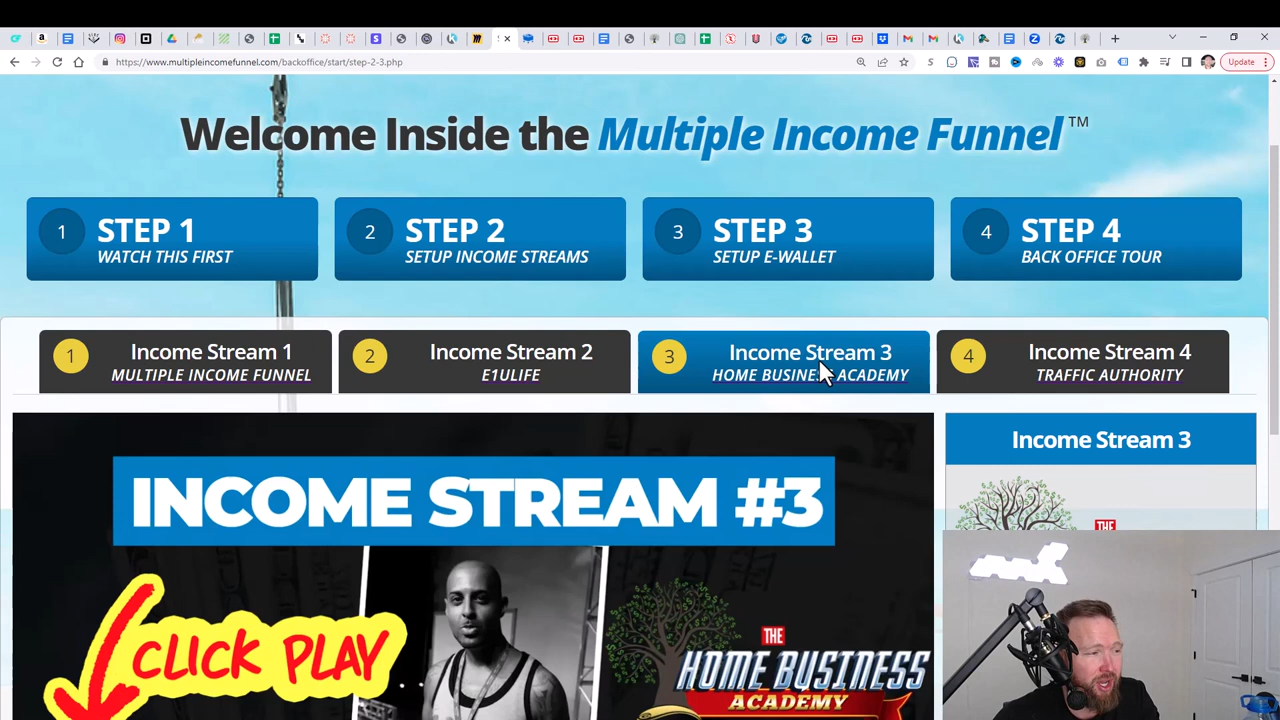 https://www.multipleincomefunnel.com/backoffice/start/step-2-3.php
Update
Welcome Inside the Multiple Income Funnel™
1 STEP 1
WATCH THIS FIRST
2 STEP 2
SETUP INCOME STREAMS
3 STEP 3
SETUP E-WALLET
4 STEP 4
BACK OFFICE TOUR
1 Income Stream 1
MULTIPLE INCOME FUNNEL
2 Income Stream 2
E1ULIFE
3 Income Stream 3
HOME BUSINESS ACADEMY
4 Income Stream 4
TRAFFIC AUTHORITY
INCOME STREAM #3
CLICK PLAY
THE
HOME BUSINESS
ACADEMY
Income Stream 3
THE